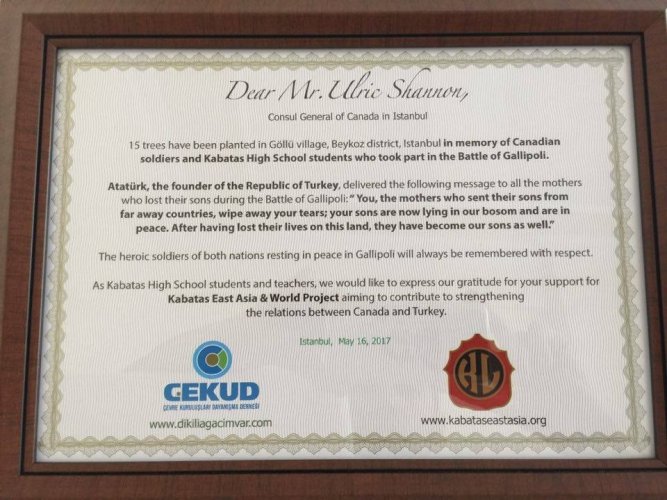 Dear Mr. Ulric Shannon,
Consul General of Canada in Istanbul
15 trees have been planted in Göllü village, Beykoz district, Istanbul in memory of Canadian
soldiers and Kabatas High School students who took part in the Battle of Gallipoli.
Atatürk, the founder of the Republic of Turkey, delivered the following message to all the mothers
who lost their sons during the Battle of Gallipoli: “You, the mothers who sent their sons from
far away countries, wipe away your tears; your sons are now lying in our bosom and are in
peace. After having lost their lives on this land, they have become our sons as well.”
The heroic soldiers of both nations resting in peace in Gallipoli will always be remembered with respect.
As Kabatas High School students and teachers, we would like to express our gratitude for your support for
Kabatas East Asia & World Project aiming to contribute to strengthening
the relations between Canada and Turkey.
Istanbul, May 16, 2017
ÇEKUD
ÇEVRE KURULUŞLARI DAYANIŞMA DERNEĞİ
www.dikiliagacimvar.com
KL
www.kabataseastasia.org